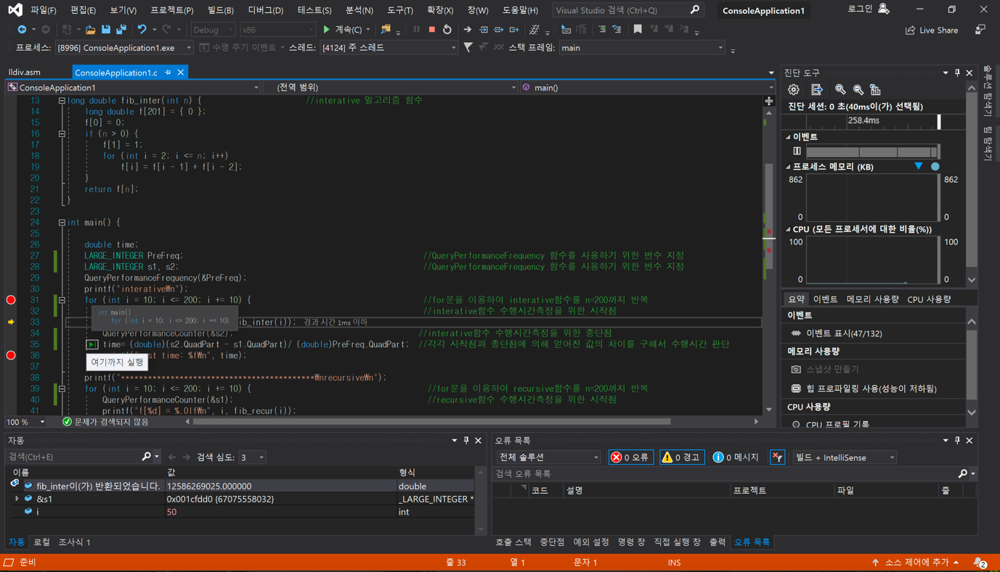 파일(F) 편집(E) 보기(V) 프로젝트(P) 빌드(B) 디버그(D) 테스트(S) 분석(N) 도구(T) 확장(X) 창(W) 도움말(H) Visual Studio 검색 (Ctrl+Q) ConsoleApplication1 로그인
Debug x86 계속(C) Live Share
프로세스: [8996] ConsoleApplication1.exe 수명 주기 이벤트 스레드: [4124] 주 스레드 스택 프레임: main
lldiv.asm ConsoleApplication1.c
ConsoleApplication1 (전역 범위) main()
13 long double fib_inter(int n) { //interative 알고리즘 함수
14 long double f[201] = { 0 };
15 f[0] = 0;
16 if (n > 0) {
17 f[1] = 1;
18 for (int i = 2; i <= n; i++)
19 f[i] = f[i - 1] + f[i - 2];
20 }
21 return f[n];
22 }
23
24 int main() {
25
26 double time;
27 LARGE_INTEGER PreFreq; //QueryPerformanceFrequency 함수를 사용하기 위한 변수 지정
28 LARGE_INTEGER s1, s2; //QueryPerformanceFrequency 함수를 사용하기 위한 변수 지정
29 QueryPerformanceFrequency(&PreFreq);
30 printf("interative₩n");
31 for (int i = 10; i <= 200; i += 10) { //for문을 이용하여 interative함수를 n=200까지 반복
32 //interative함수 수행시간측정을 위한 시작점
int main()
for (int i = 10; i <= 200; i += 10)
33 ib_inter(i)); 경과 시간 1ms 이하
34 QueryPerformanceCounter(&s2); //interative함수 수행시간측정을 위한 종단점
35 time= (double)(s2.QuadPart - s1.QuadPart)/ (double)PreFreq.QuadPart; //각각 시작점과 종단점에 의해 얻어진 값의 차이를 구해서 수행시간 판단
36 st time: %f₩n", time);
여기까지 실행
37
38 printf("*******************************************₩nrecursive₩n");
39 for (int i = 10; i <= 200; i += 10) { //for문을 이용하여 recursive함수를 n=200까지 반복
40 QueryPerformanceCounter(&s1); //recursive함수 수행시간측정을 위한 시작점
41 printf("f[%d] = %.0lf₩n", i, fib_recur(i));
100 % 문제가 검색되지 않음
진단 도구
진단 세션: 0 초(40ms이(가) 선택됨)
258.4ms
이벤트
프로세스 메모리 (KB)
862 862
0 0
CPU (모든 프로세서에 대한 비율(%))
100 100
0 0
요약 이벤트 메모리 사용량 CPU 사용량
이벤트
이벤트 표시(47/132)
메모리 사용량
스냅샷 만들기
힙 프로파일링 사용(성능이 저하됨)
CPU 사용량
CPU 프로필 기록
솔루션 탐색기
팀 탐색기
자동
검색(Ctrl+E) 검색 심도: 3
이름 값 형식
fib_inter이(가) 반환되었습니다. 12586269025.000000 double
&s1 0x001cfdd0 {67075558032} _LARGE_INTEGER *
i 50 int
자동 로컬 조사식 1
오류 목록
전체 솔루션 0 오류 0 경고 0 메시지 빌드 + IntelliSense
검색 오류 목록
코드 설명 프로젝트 파일 줄
호출 스택 중단점 예외 설정 명령 창 직접 실행 창 출력 오류 목록
준비 줄 33 열 1 문자 1 INS 소스 제어에 추가 2